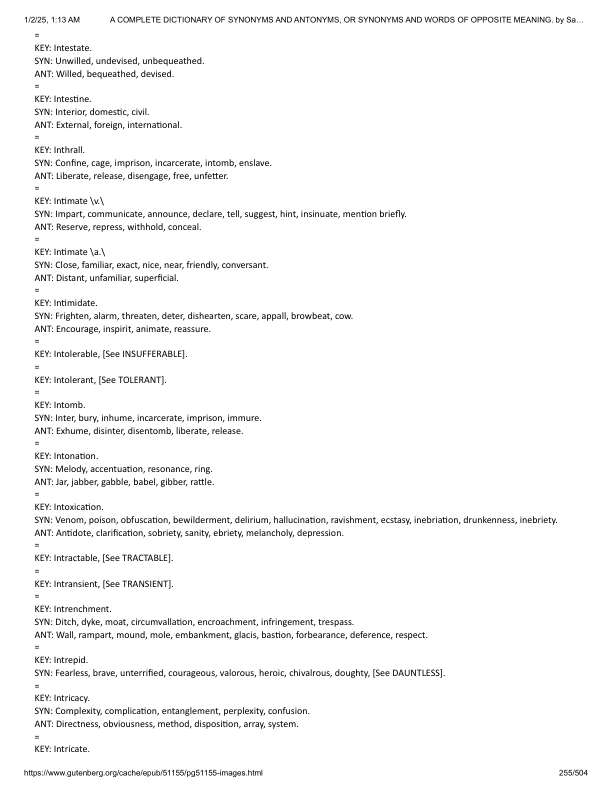 1/2/25, 1:13 AM A COMPLETE DICTIONARY OF SYNONYMS AND ANTONYMS, OR SYNONYMS AND WORDS OF OPPOSITE MEANING. by Sa…
=
KEY: Intestate.
SYN: Unwilled, undevised, unbequeathed.
ANT: Willed, bequeathed, devised.
=
KEY: Intestine.
SYN: Interior, domestic, civil.
ANT: External, foreign, international.
=
KEY: Inthrall.
SYN: Confine, cage, imprison, incarcerate, intomb, enslave.
ANT: Liberate, release, disengage, free, unfetter.
=
KEY: Intimate \v.\
SYN: Impart, communicate, announce, declare, tell, suggest, hint, insinuate, mention briefly.
ANT: Reserve, repress, withhold, conceal.
=
KEY: Intimate \a.\
SYN: Close, familiar, exact, nice, near, friendly, conversant.
ANT: Distant, unfamiliar, superficial.
=
KEY: Intimidate.
SYN: Frighten, alarm, threaten, deter, dishearten, scare, appall, browbeat, cow.
ANT: Encourage, inspirit, animate, reassure.
=
KEY: Intolerable, [See INSUFFERABLE].
=
KEY: Intolerant, [See TOLERANT].
=
KEY: Intomb.
SYN: Inter, bury, inhume, incarcerate, imprison, immure.
ANT: Exhume, disinter, disentomb, liberate, release.
=
KEY: Intonation.
SYN: Melody, accentuation, resonance, ring.
ANT: Jar, jabber, gabble, babel, gibber, rattle.
=
KEY: Intoxication.
SYN: Venom, poison, obfuscation, bewilderment, delirium, hallucination, ravishment, ecstasy, inebriation, drunkenness, inebriety.
ANT: Antidote, clarification, sobriety, sanity, ebriety, melancholy, depression.
=
KEY: Intractable, [See TRACTABLE].
=
KEY: Intransient, [See TRANSIENT].
=
KEY: Intrenchment.
SYN: Ditch, dyke, moat, circumvallation, encroachment, infringement, trespass.
ANT: Wall, rampart, mound, mole, embankment, glacis, bastion, forbearance, deference, respect.
=
KEY: Intrepid.
SYN: Fearless, brave, unterrified, courageous, valorous, heroic, chivalrous, doughty, [See DAUNTLESS].
=
KEY: Intricacy.
SYN: Complexity, complication, entanglement, perplexity, confusion.
ANT: Directness, obviousness, method, disposition, array, system.
=
KEY: Intricate.
https://www.gutenberg.org/cache/epub/51155/pg51155-images.html 255/504